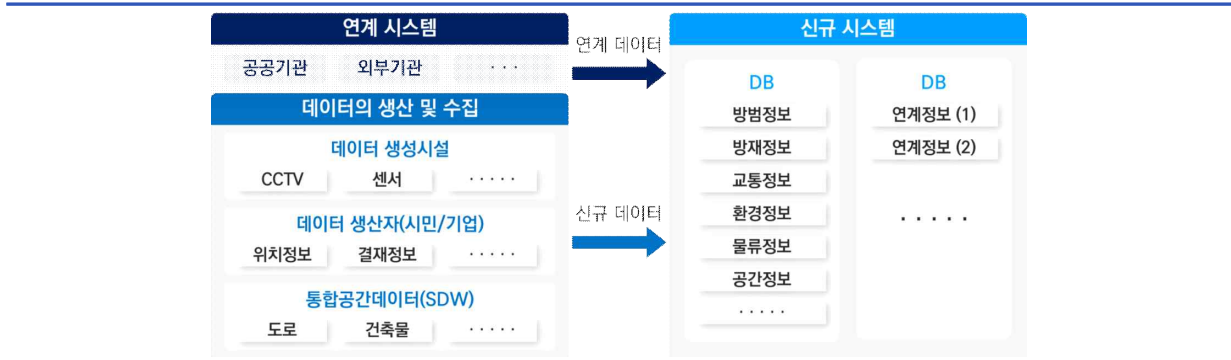 연계 시스템
공공기관 외부기관 · · ·
데이터의 생산 및 수집
데이터 생성시설
CCTV 센서 · · · · ·
데이터 생산자(시민/기업)
위치정보 결재정보 · · · · ·
통합공간데이터(SDW)
도로 건축물 · · · · ·
연계 데이터
신규 데이터
신규 시스템
DB
방범정보
방재정보
교통정보
환경정보
물류정보
공간정보
· · · · ·
DB
연계정보 (1)
연계정보 (2)
· · · · ·